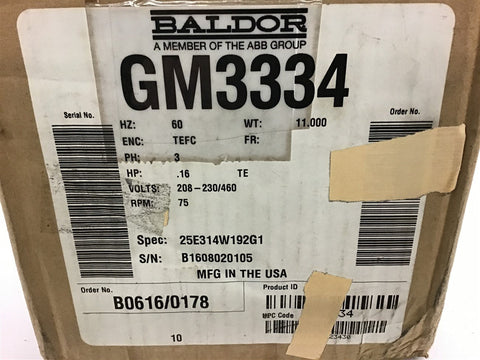 BALDOR
A MEMBER OF THE ABB GROUP
GM3334
Serial No. Order No.
HZ: 60 WT: 11,000
ENC: TEFC FR:
PH: 3
HP: .16 TE
VOLTS: 208-230/460
RPM: 75
Spec: 25E314W192G1
S/N: B1608020105
MFG IN THE USA
Order No. Product ID
B0616/0178
MPC Code 34
10 23430